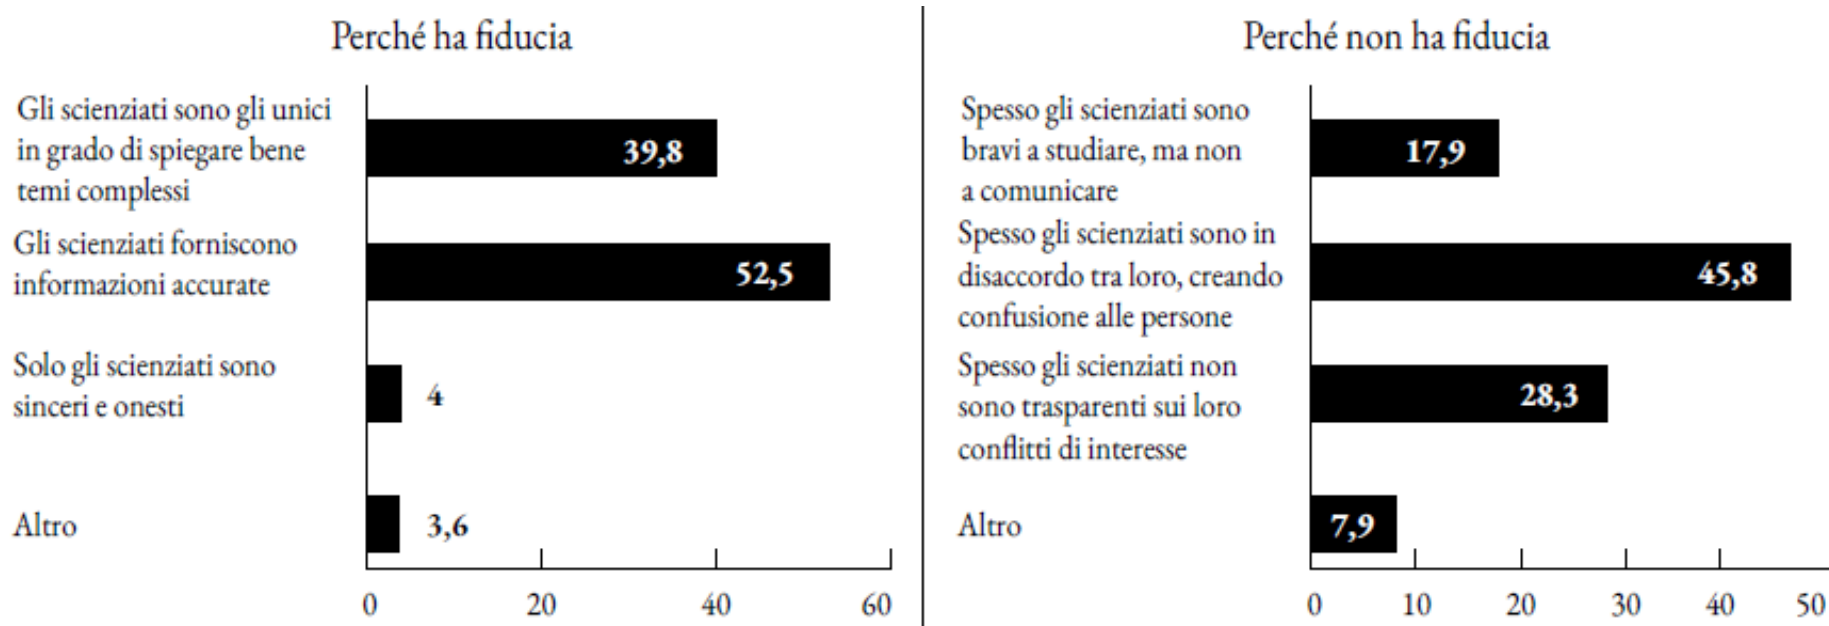 Perché ha fiducia
Gli scienziati sono gli unici
in grado di spiegare bene
temi complessi
39,8
Gli scienziati forniscono
informazioni accurate
52,5
Solo gli scienziati sono
sinceri e onesti
4
Altro
3,6
0 20 40 60
Perché non ha fiducia
Spesso gli scienziati sono
bravi a studiare, ma non
a comunicare
17,9
Spesso gli scienziati sono in
disaccordo tra loro, creando
confusione alle persone
45,8
Spesso gli scienziati non
sono trasparenti sui loro
conflitti di interesse
28,3
Altro
7,9
0 10 20 30 40 50